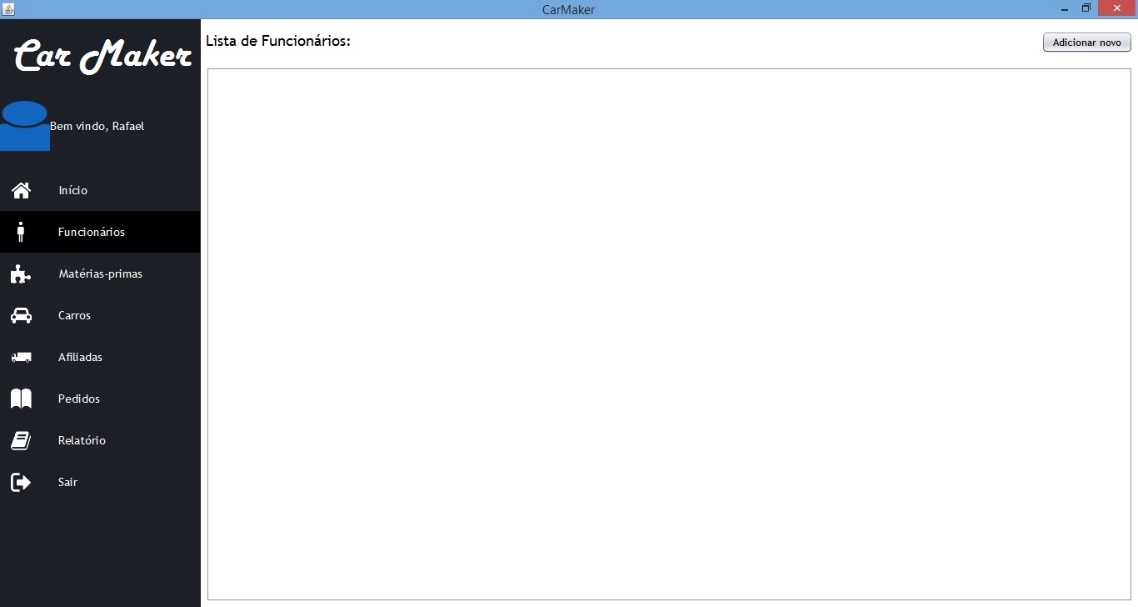 CarMaker
Car Maker
Lista de Funcionários:
Adicionar novo
Bem vindo, Rafael
Início
Funcionários
Matérias-primas
Carros
Afiliadas
Pedidos
Relatório
Sair